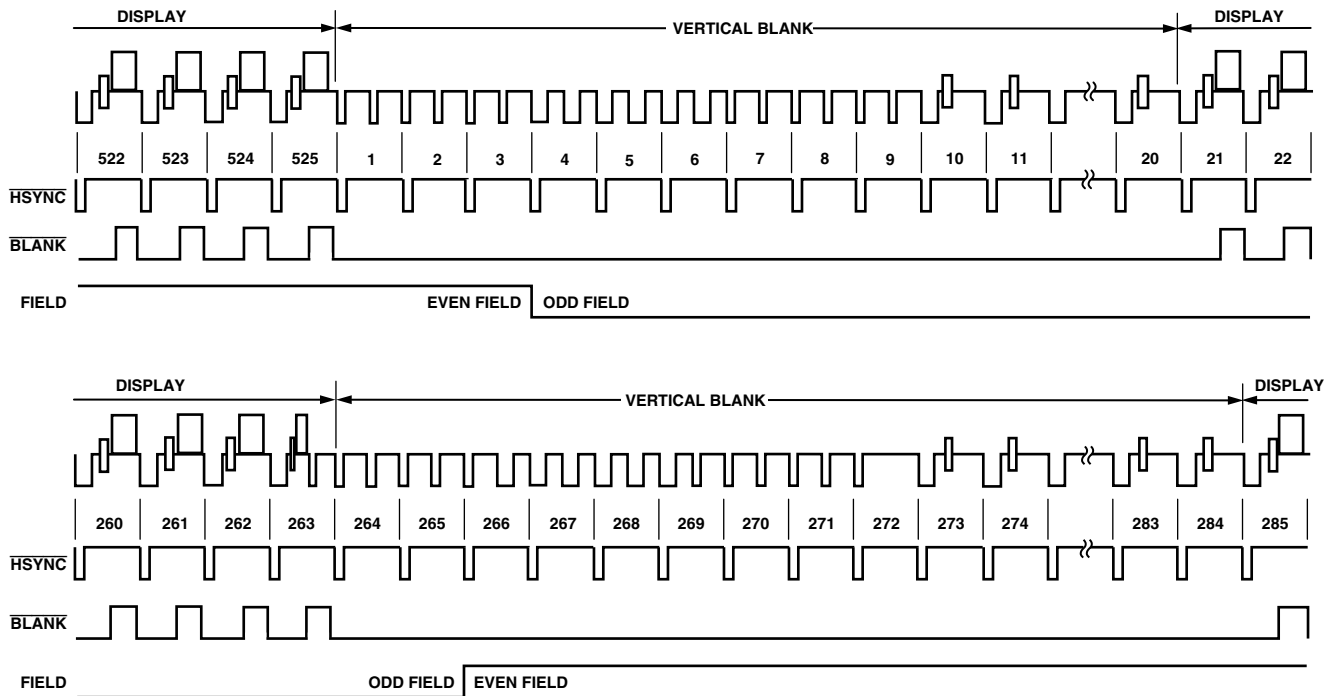 DISPLAY VERTICAL BLANK DISPLAY
522 523 524 525 1 2 3 4 5 6 7 8 9 10 11 20 21 22
HSYNC
BLANK
FIELD EVEN FIELD ODD FIELD
DISPLAY VERTICAL BLANK DISPLAY
260 261 262 263 264 265 266 267 268 269 270 271 272 273 274 283 284 285
HSYNC
BLANK
FIELD ODD FIELD EVEN FIELD